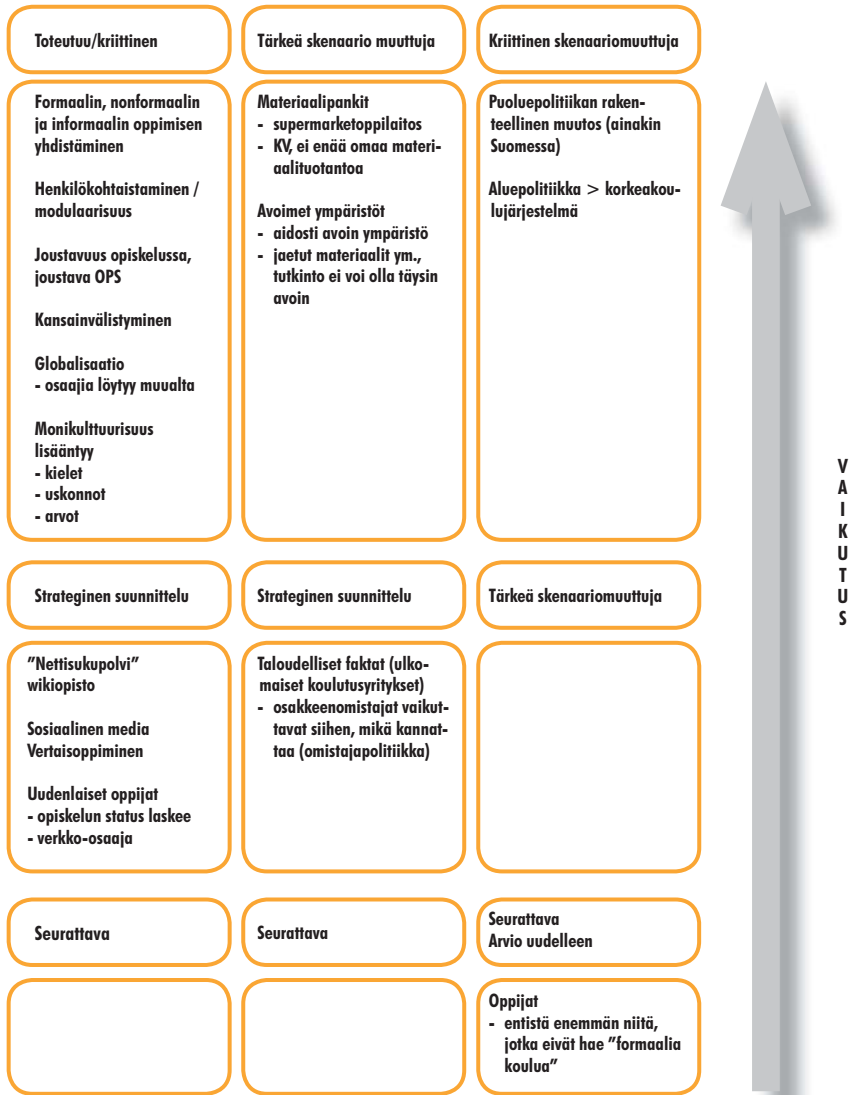 Toteutuu/kriittinen
Tärkeä skenaario muuttuja
Kriittinen skenaariomuuttuja
Formaalin, nonformaalin
ja informaalin oppimisen
yhdistäminen
Henkilökohtaistaminen /
modulaarisuus
Joustavuus opiskelussa,
joustava OPS
Kansainvälistyminen
Globalisaatio
- osaajia löytyy muualta
Monikulttuurisuus
lisääntyy
- kielet
- uskonnot
- arvot
Materiaalipankit
- supermarketoppilaitos
- KV, ei enää omaa materi-
aalituotantoa
Avoimet ympäristöt
- aidosti avoin ympäristö
- jaetut materiaalit ym.,
tutkinto ei voi olla täysin
avoin
Puoluepolitiikan raken-
teellinen muutos (ainakin
Suomessa)
Aluepolitiikka > korkeakou-
lujärjestelmä
Strateginen suunnittelu
Strateginen suunnittelu
Tärkeä skenaariomuuttuja
”Nettisukupolvi”
wikiopisto
Sosiaalinen media
Vertaisoppiminen
Uudenlaiset oppijat
- opiskelun status laskee
- verkko-osaaja
Taloudelliset faktat (ulko-
maiset koulutusyritykset)
- osakkeenomistajat vaikut-
tavat siihen, mikä kannat-
taa (omistajapolitiikka)
Seurattava
Seurattava
Seurattava
Arvio uudelleen
Oppijat
- entistä enemmän niitä,
jotka eivät hae ”formaalia
koulua”
V
A
I
K
U
T
U
S